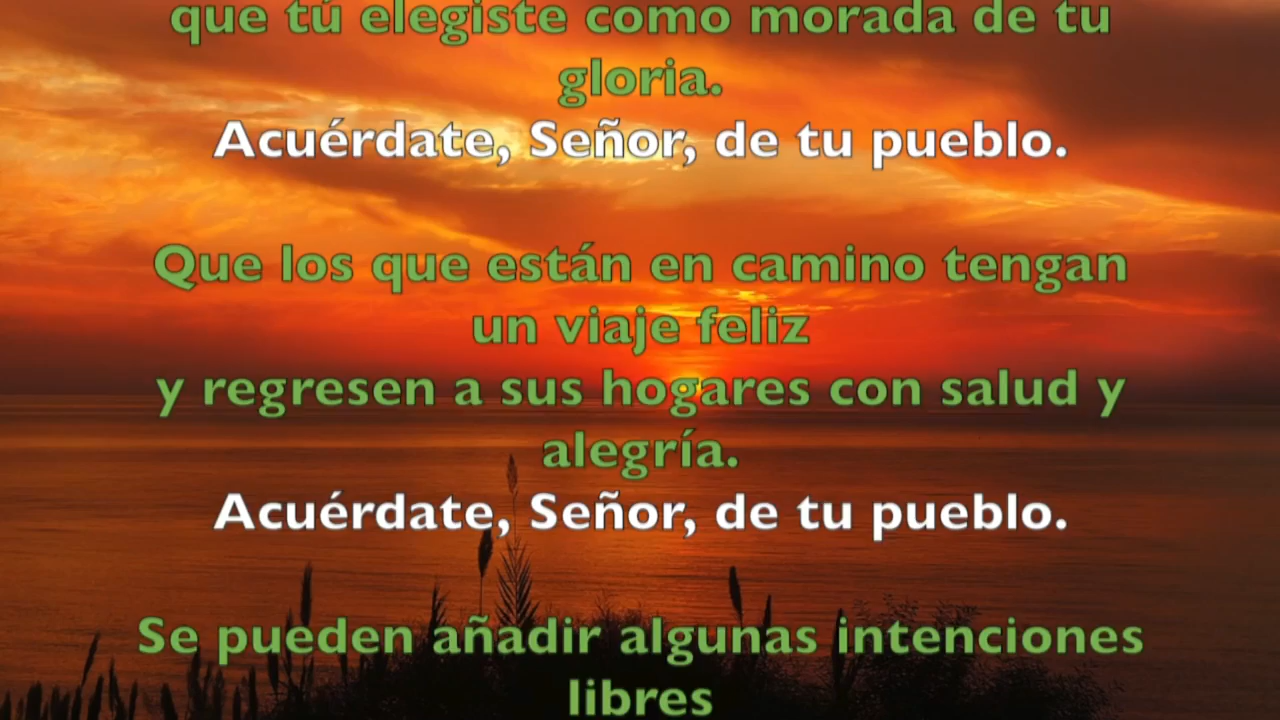 que tú elegiste como morada de tu
gloria.
Acuérdate, Señor, de tu pueblo.
Que los que están en camino tengan
un viaje feliz
y regresen a sus hogares con salud y
alegría.
Acuérdate, Señor, de tu pueblo.
Se pueden añadir algunas intenciones
libres